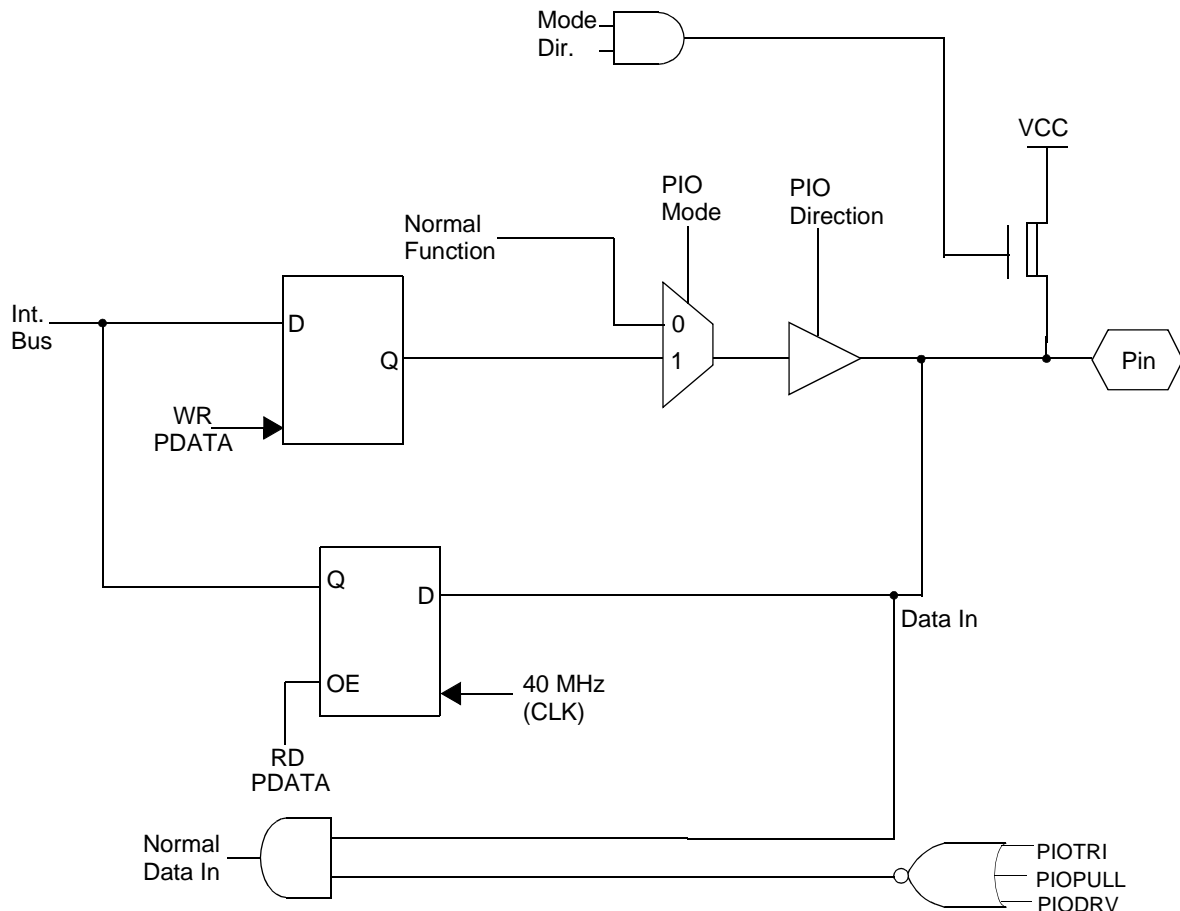 Mode
Dir.
VCC
PIO
Mode
PIO
Direction
Normal
Function
Int.
Bus
D
Q
0
1
Pin
WR
PDATA
Q
D
Data In
OE
40 MHz
(CLK)
RD
PDATA
Normal
Data In
PIOTRI
PIOPULL
PIODRV